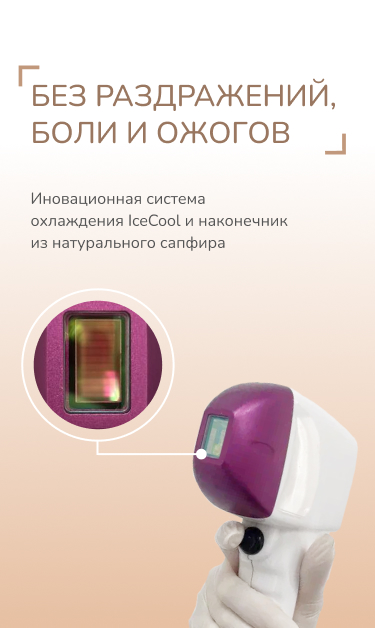 БЕЗ РАЗДРАЖЕНИЙ,
БОЛИ И ОЖОГОВ
Иновационная система
охлаждения IceCool и наконечник
из натурального сапфира